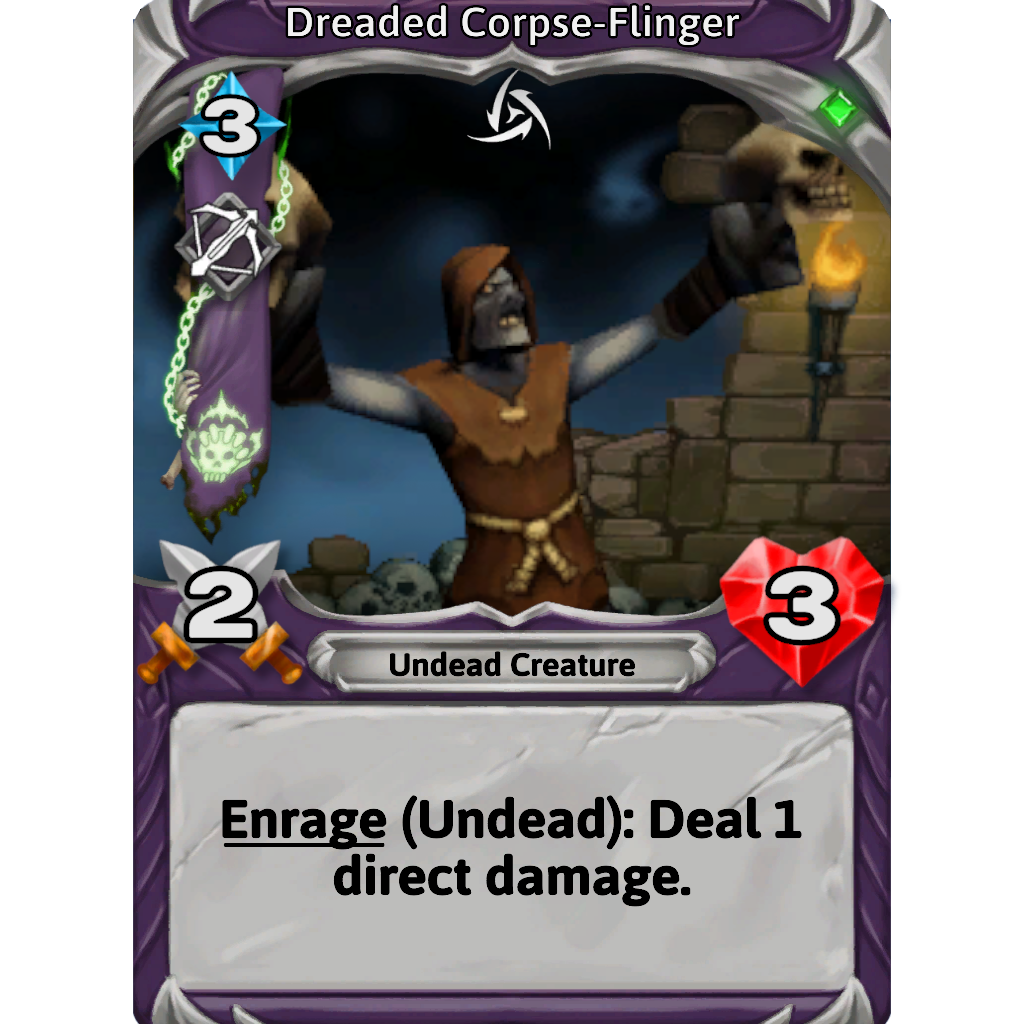 Dreaded Corpse-Flinger
3
2
3
Undead Creature
Enrage (Undead): Deal 1
direct damage.